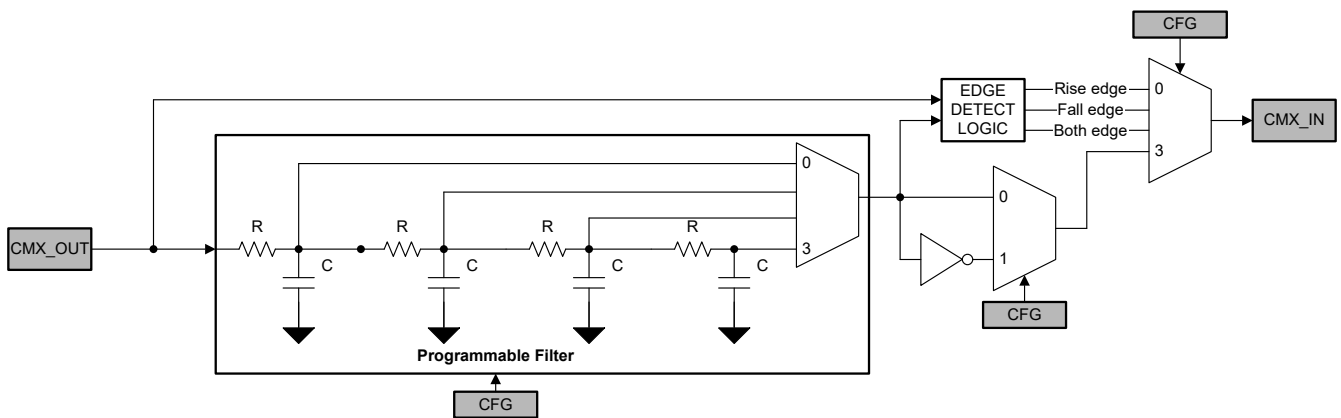 CFG
EDGE
DETECT
LOGIC
Rise edge
Fall edge
Both edge
0
3
CMX_IN
0
3
0
1
CMX_OUT
R
R
R
R
C
C
C
C
CFG
Programmable Filter
CFG